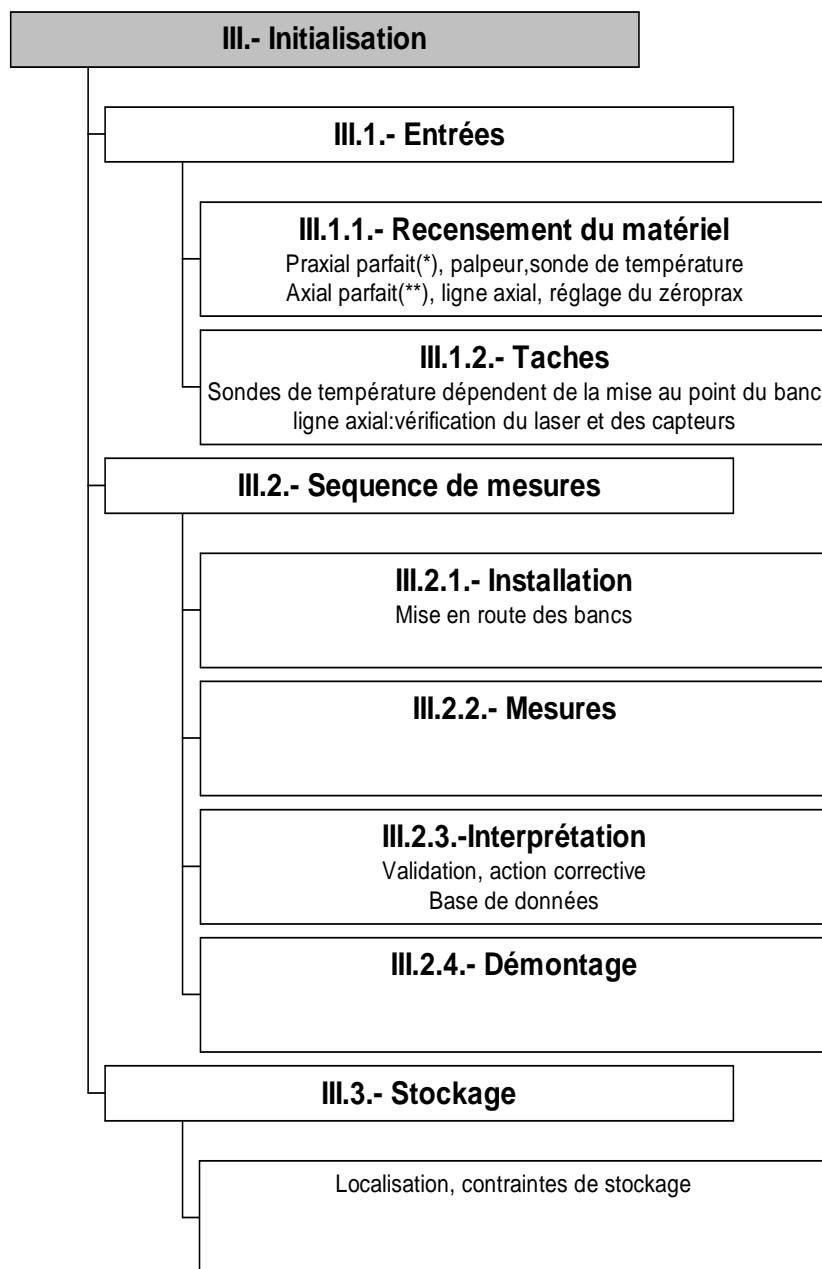 III.- Initialisation
III.1.- Entrées
III.1.1.- Recensement du matériel
Praxial parfait(*), palpeur,sonde de température
Axial parfait(**), ligne axial, réglage du zéroprax
III.1.2.- Taches
Sondes de température dépendent de la mise au point du banc
ligne axial:vérification du laser et des capteurs
III.2.- Sequence de mesures
III.2.1.- Installation
Mise en route des bancs
III.2.2.- Mesures
III.2.3.-Interprétation
Validation, action corrective
Base de données
III.2.4.- Démontage
III.3.- Stockage
Localisation, contraintes de stockage